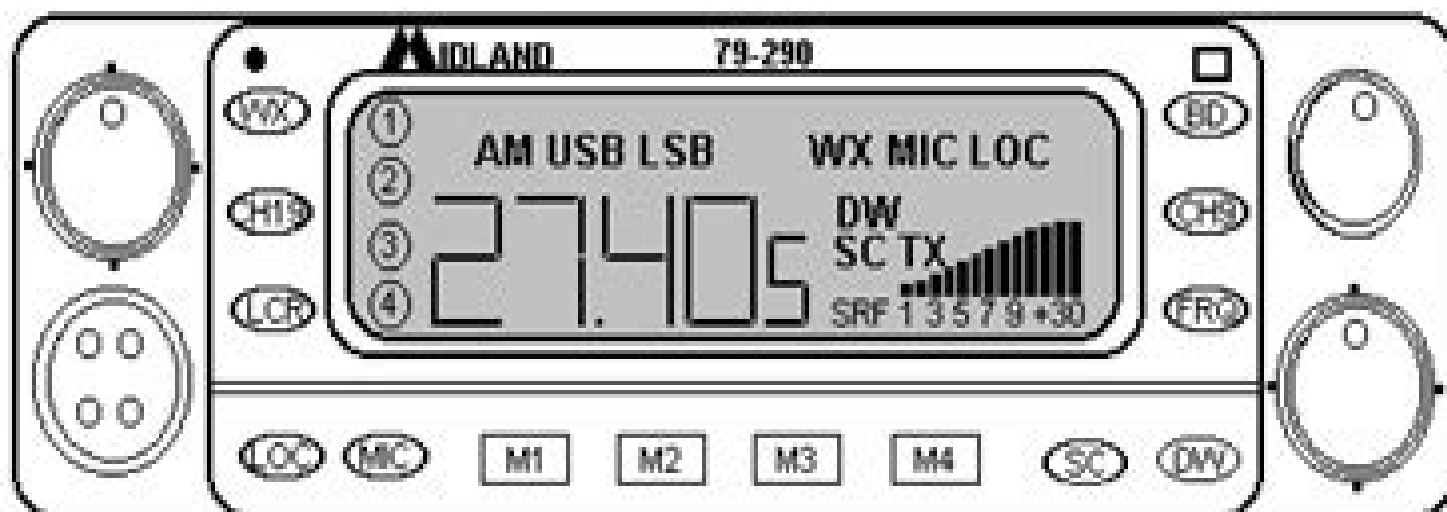 MIDLAND 79-290
WX
BD
1
AM USB LSB WX MIC LOC
2
CH19
CH9
DW
3
27.405
SC TX
LCR
FRQ
4
SRF 1 3 5 7 9 +30
LOC MIC M1 M2 M3 M4 SC DW